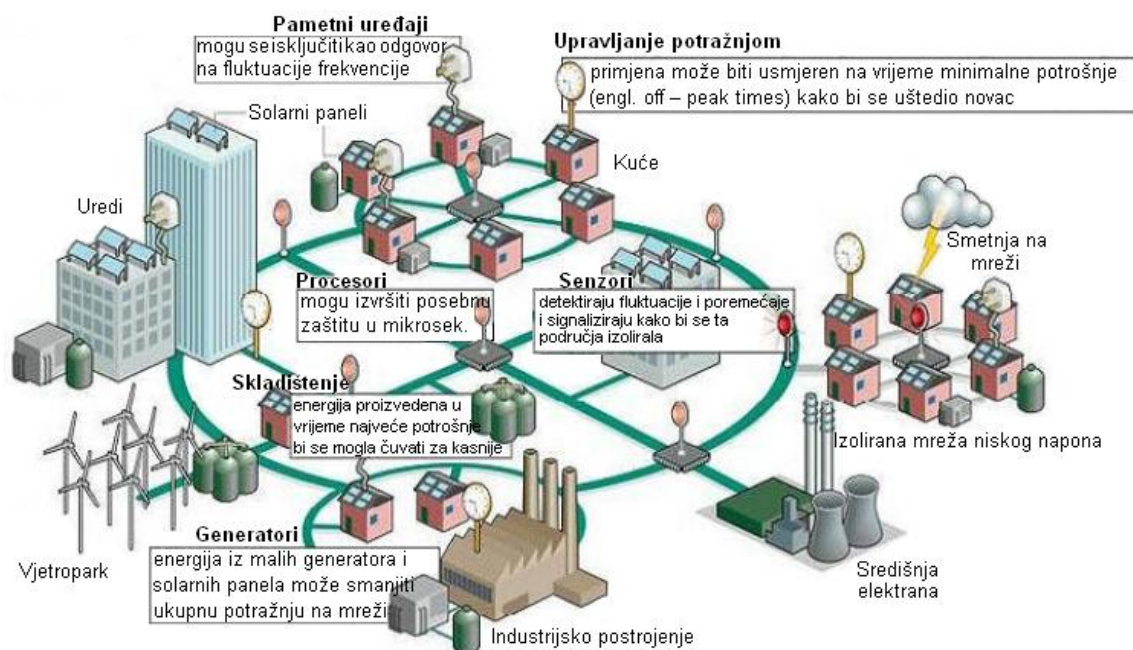 Pametni uređaji
mogu seisključitikao odgovor
na fluktuacije frekvencije
Upravljanje potražnjom
primjena može biti usmjeren na vrijeme minimalne potrošnje
(engl. off – peak times) kako bi se uštedio novac
Solarni paneli
Kuće
Uredi
Smetnja na
mreži
Procesori
mogu izvršiti posebnu
zaštitu u mikrosek.
Senzori
detektiraju fluktuacije i poremećaje
i signaliziraju kako bi se ta
područja izolirala
Skladištenje
energija proizvedena u
vrijeme najveće potrošnje
bi se mogla čuvati za kasnije
Izolirana mreža niskog napona
Generatori
energija iz malih generatora i
solarnih panela može smanjiti
ukupnu potražnju na mreži
Vjetropark
Središnja
elektrana
Industrijsko postrojenje